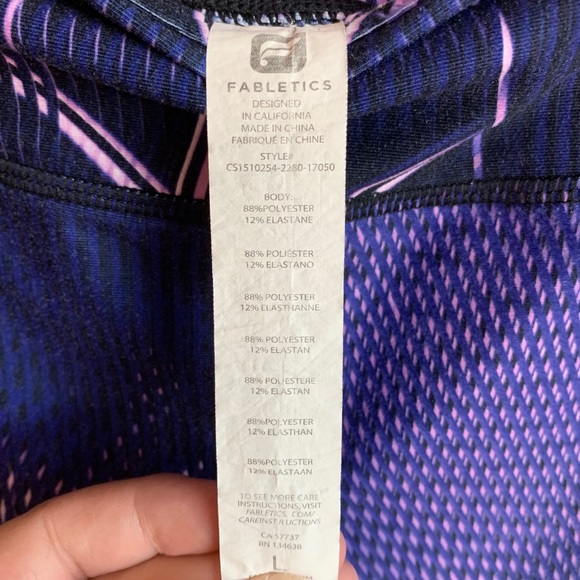 FABLETICS
DESIGNED
IN CALIFORNIA
MADE IN CHINA
FABRIQUÉ EN CHINE
STYLE#
CS1510254-2280-17050
BODY:
88%POLYESTER
12% ELASTANE
88% POLIÉSTER
12% ELASTANO
88% POLYESTER
12% ELASTHANNE
88% POLYESTER
12% ELASTAN
88% POLIESTERE
12% ELASTAN
88%POLYESTER
12% ELASTHAN
88%POLYESTER
12% ELASTAAN
TO SEE MORE CARE
INSTRUCTIONS, VISIT
FABLETICS. COM/
CAREINSTRUCTIONS
CA 57737
RN 134638
L